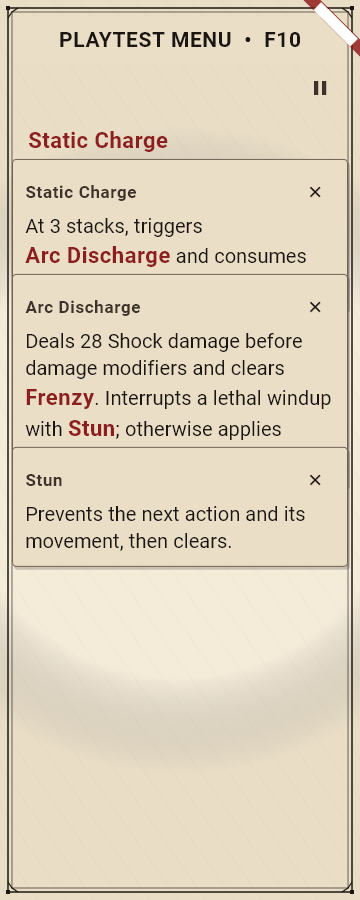 PLAYTEST MENU • F10
Static Charge
Static Charge ×
At 3 stacks, triggers
Arc Discharge and consumes
Arc Discharge ×
Deals 28 Shock damage before
damage modifiers and clears
Frenzy. Interrupts a lethal windup
with Stun; otherwise applies
Stun ×
Prevents the next action and its
movement, then clears.